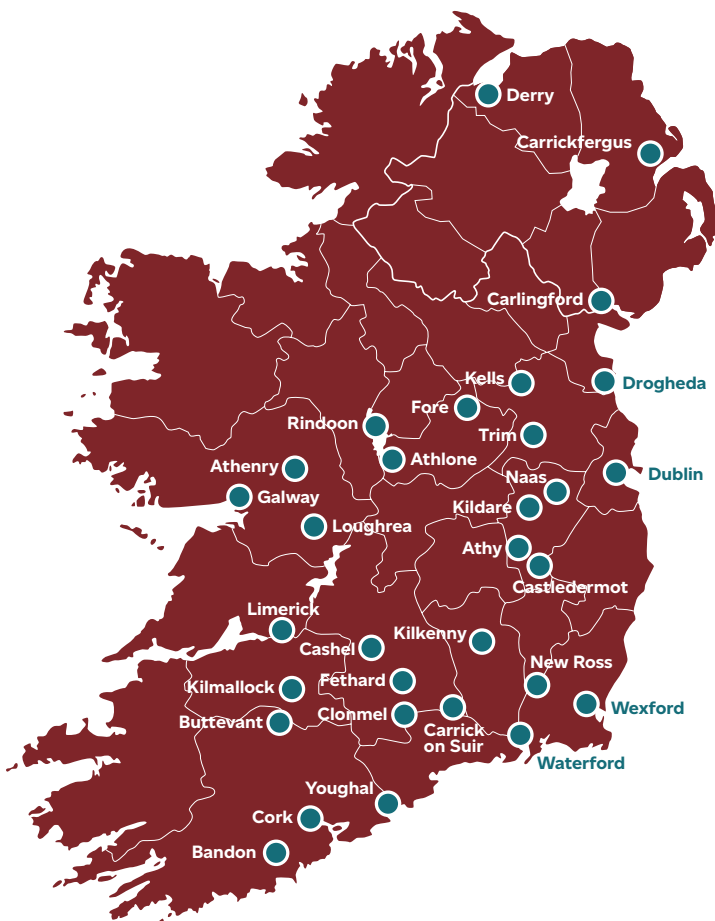 Derry
Carrickfergus
Carlingford
Kells
Drogheda
Fore
Rindoon
Trim
Athlone
Athenry
Dublin
Naas
Galway
Kildare
Loughrea
Athy
Castledermot
Limerick
Kilkenny
Cashel
New Ross
Fethard
Kilmallock
Wexford
Clonmel
Buttevant
Carrick
on Suir
Waterford
Youghal
Cork
Bandon